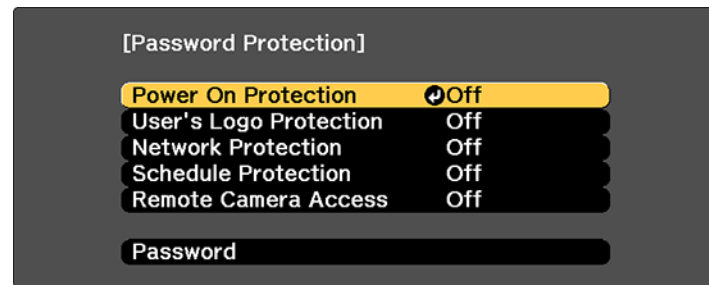 [Password Protection]
Power On Protection Off
User's Logo Protection Off
Network Protection Off
Schedule Protection Off
Remote Camera Access Off
Password